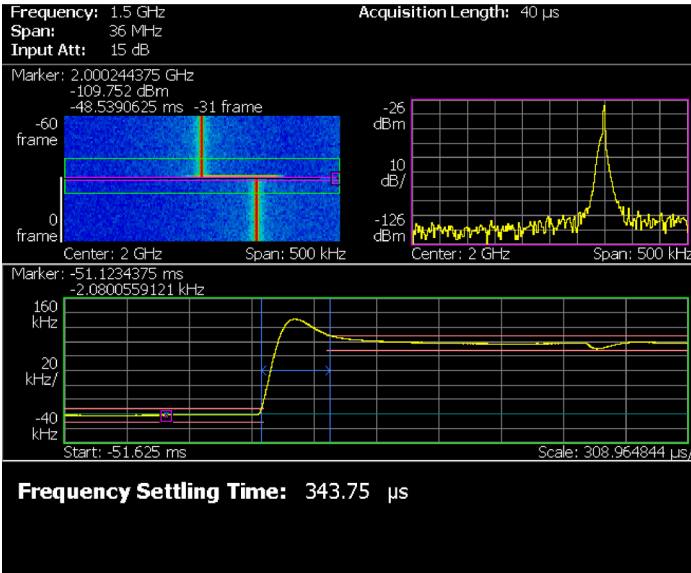 Frequency: 1.5 GHz Acquisition Length: 40 µs
Span: 36 MHz
Input Att: 15 dB
Marker: 2.000244375 GHz
-109.752 dBm
-48.5390625 ms -31 frame
-60
frame
0
frame
Center: 2 GHz Span: 500 kHz
-26
dBm
10
dB/
-126
dBm
Center: 2 GHz Span: 500 kHz
Marker: -51.1234375 ms
-2.0800559121 kHz
160
kHz
20
kHz/
-40
kHz
Start: -51.625 ms Scale: 308.964844 µs/
Frequency Settling Time: 343.75 µs